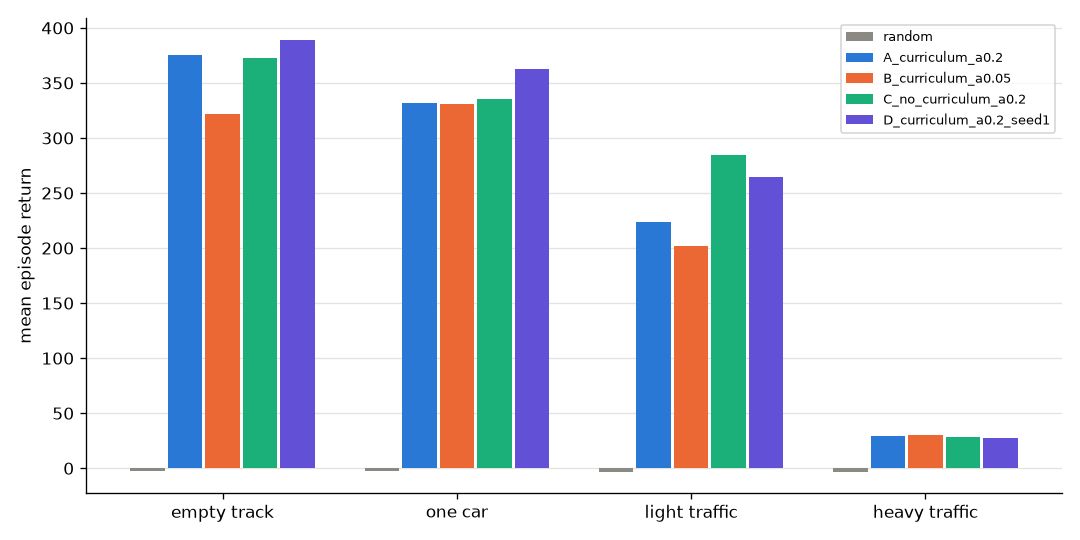 mean episode return
400
350
300
250
200
150
100
50
0
empty track
one car
light traffic
heavy traffic
random
A_curriculum_a0.2
B_curriculum_a0.05
C_no_curriculum_a0.2
D_curriculum_a0.2_seed1